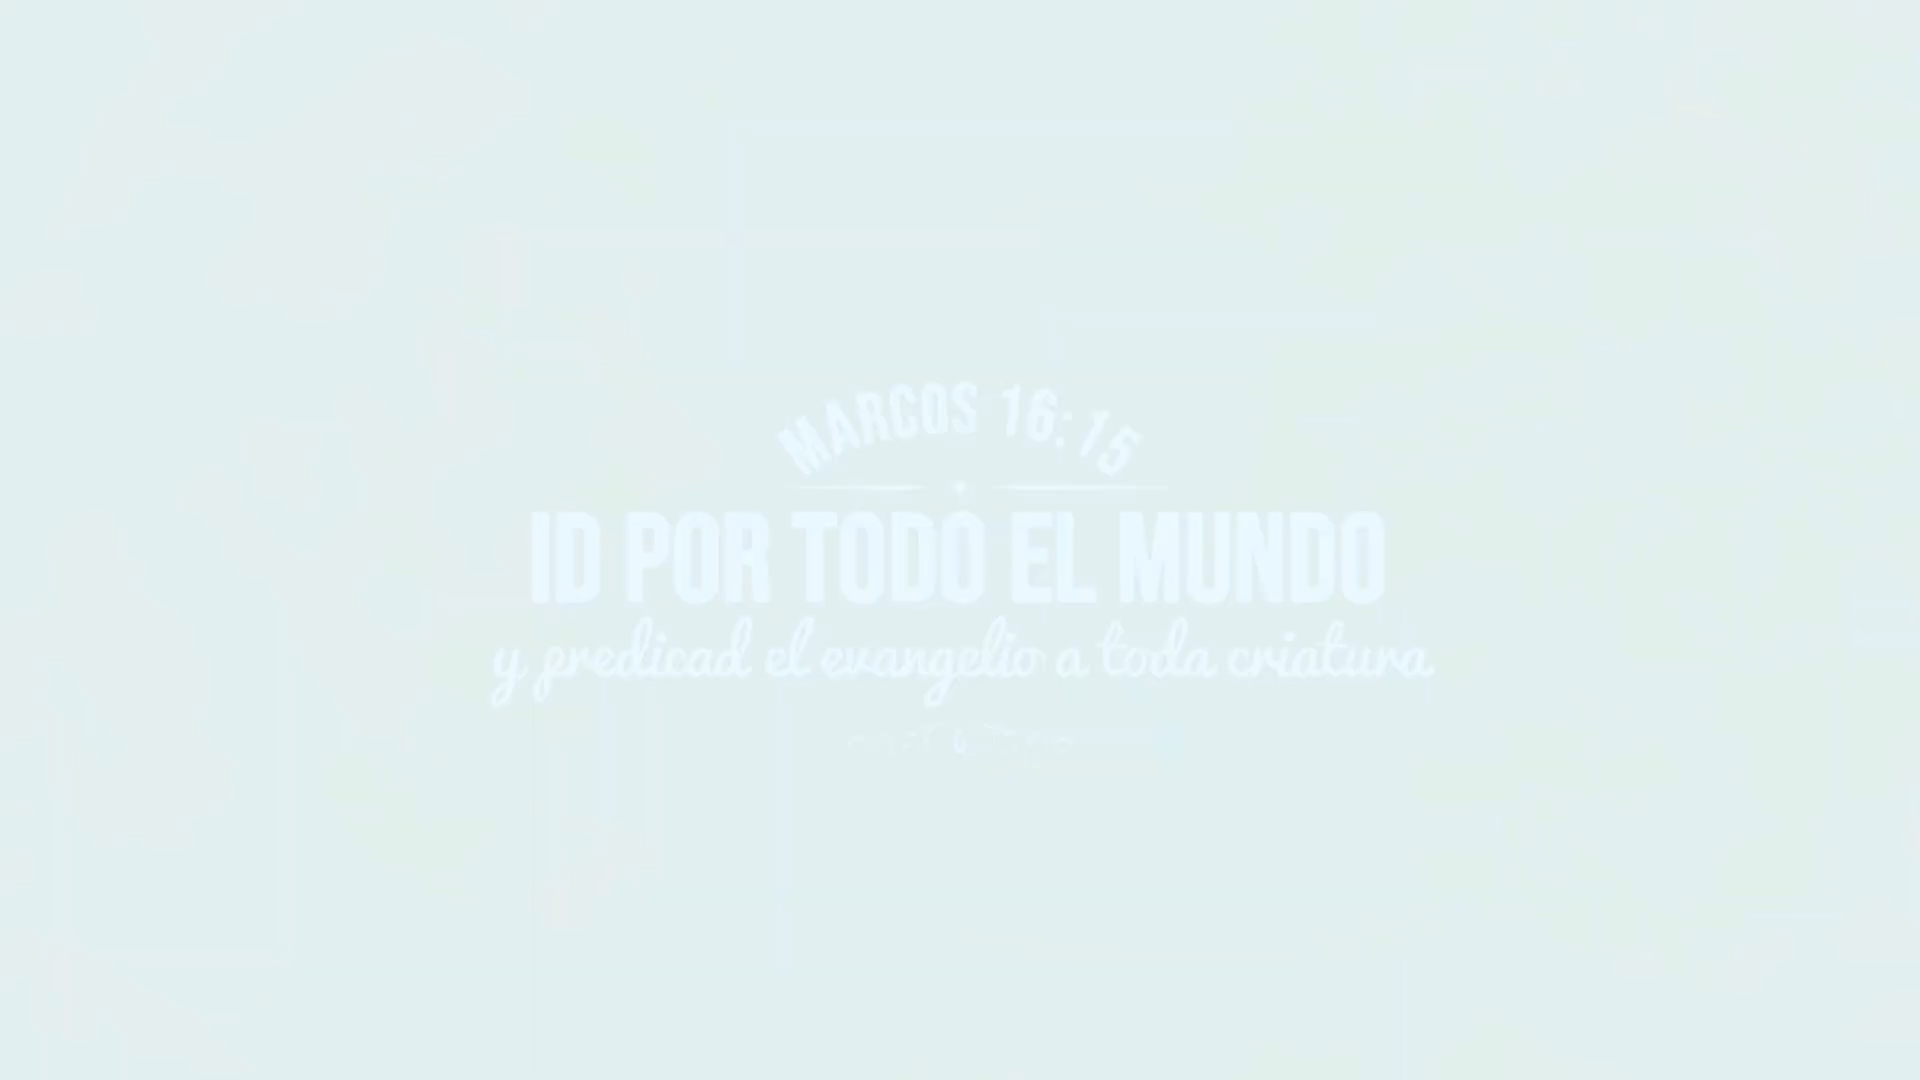 MARCOS 16:15
ID POR TODO EL MUNDO
y predicad el evangelio a toda criatura